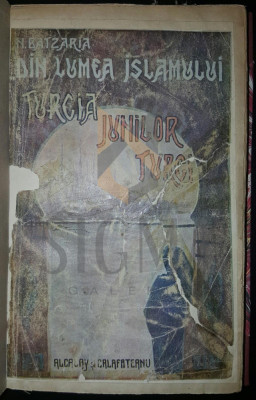 N. BATZARIA
DIN LUMEA ISLAMULUI
TURCIA
JUNILOR
TURCI
ALCALAY & CALAFETEANU